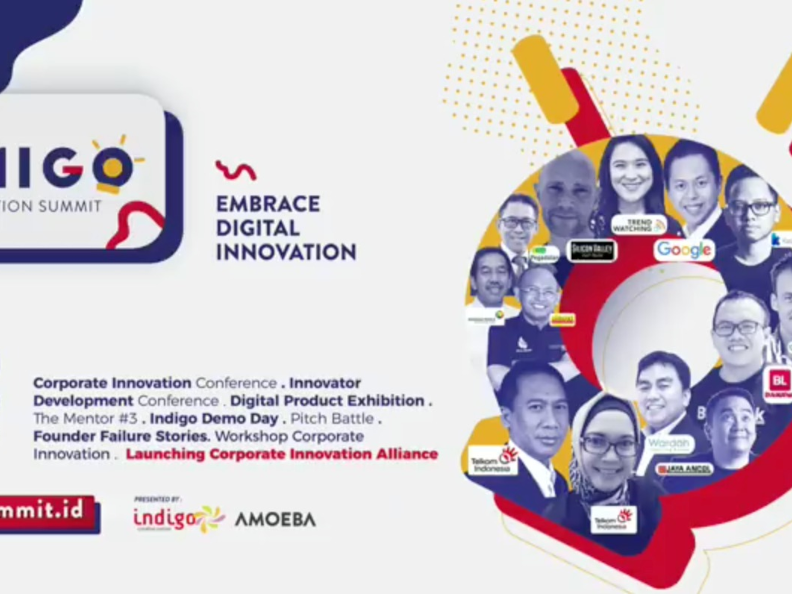 IGO
TION SUMMIT
EMBRACE
DIGITAL
INNOVATION
Corporate Innovation Conference . Innovator
Development Conference . Digital Product Exhibition .
The Mentor #3 . Indigo Demo Day . Pitch Battle .
Founder Failure Stories. Workshop Corporate
Innovation . Launching Corporate Innovation Alliance
mmit.id
PRESENTED BY :
indigo
AMOEBA
TREND
WATCHING
SILICON VALLEY
Google
Pegadaian
BL
Wardah
JAYA ANCOL
Telkom
Indonesia
Telkom
Indonesia